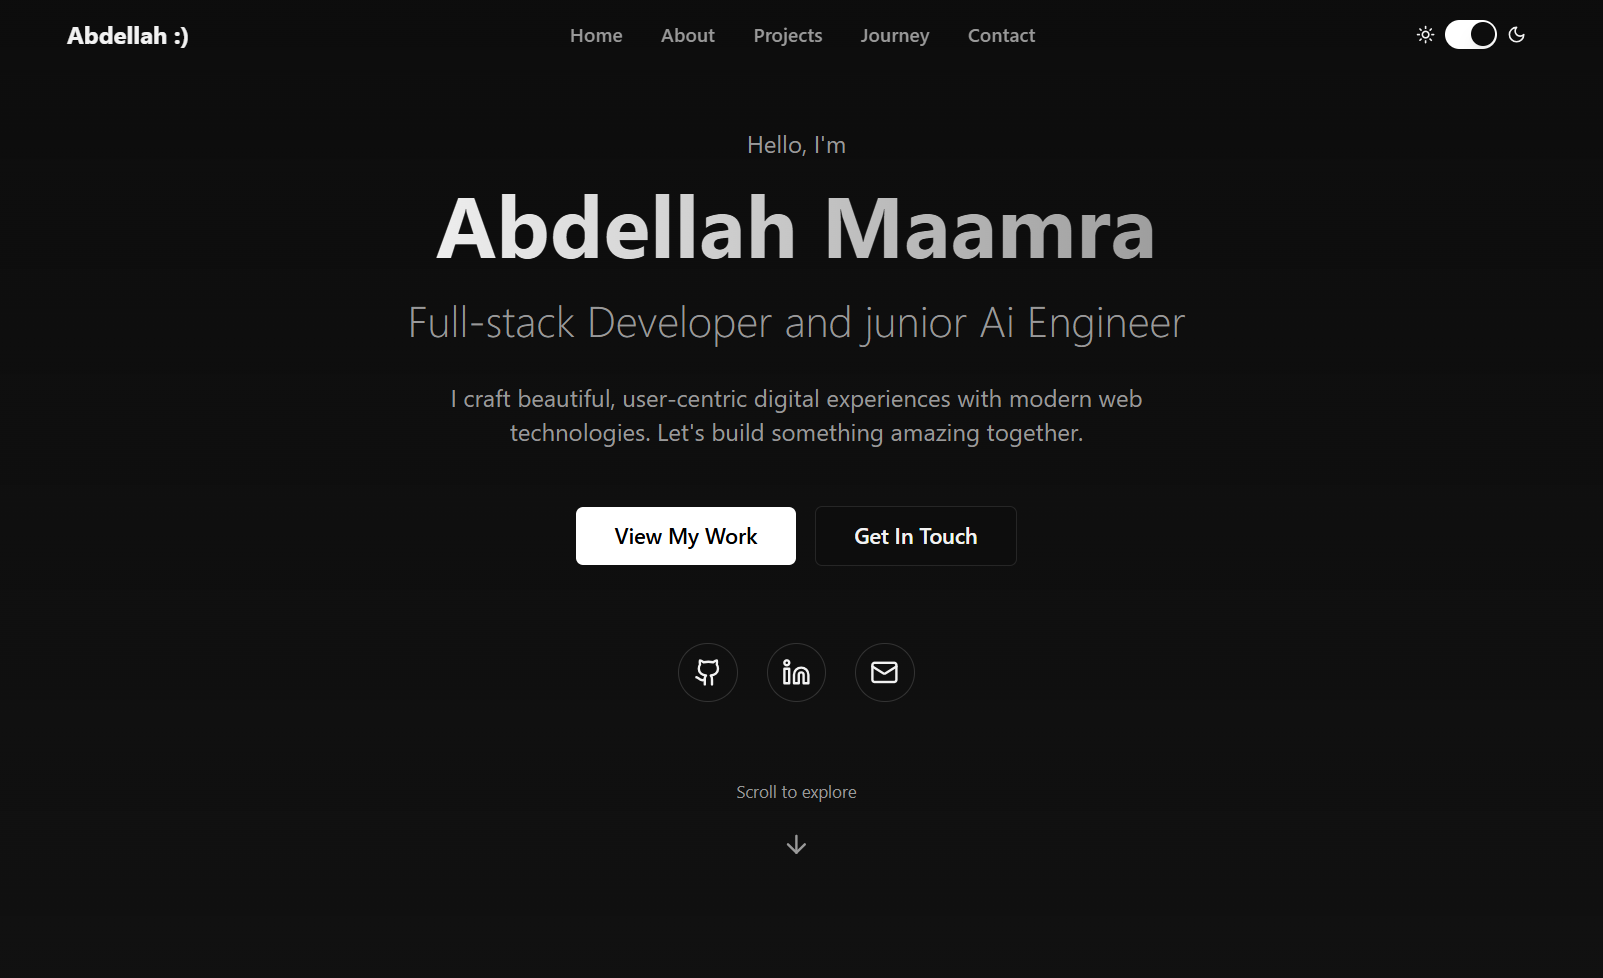 Abdellah :)
Home About Projects Journey Contact
Hello, I'm
Abdellah Maamra
Full-stack Developer and junior Ai Engineer
I craft beautiful, user-centric digital experiences with modern web
technologies. Let's build something amazing together.
View My Work
Get In Touch
Scroll to explore